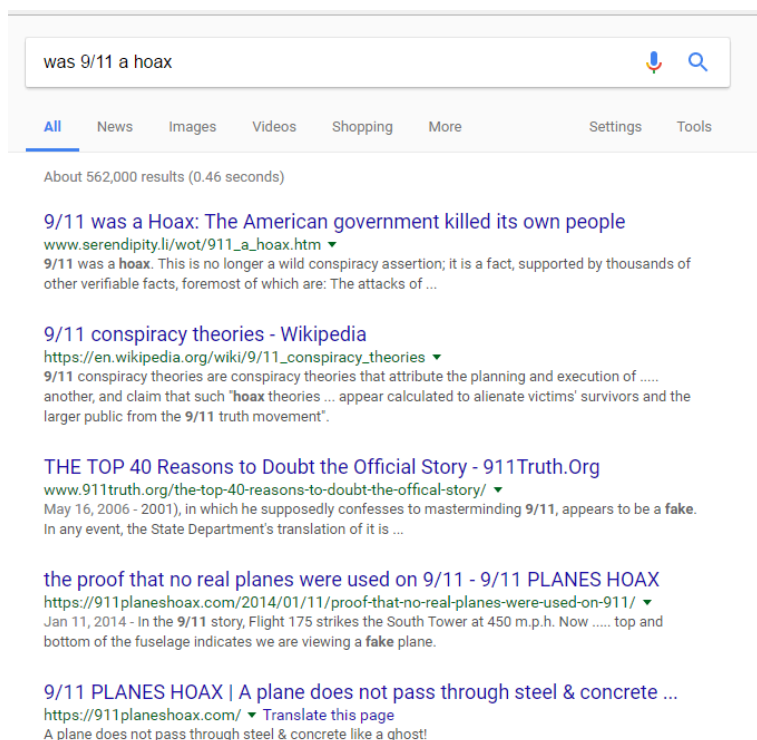 was 9/11 a hoax
All News Images Videos Shopping More Settings Tools
About 562,000 results (0.46 seconds)
9/11 was a Hoax: The American government killed its own people
www.serendipity.li/wot/911_a_hoax.htm
9/11 was a hoax. This is no longer a wild conspiracy assertion; it is a fact, supported by thousands of
other verifiable facts, foremost of which are: The attacks of ...
9/11 conspiracy theories - Wikipedia
https://en.wikipedia.org/wiki/9/11_conspiracy_theories
9/11 conspiracy theories are conspiracy theories that attribute the planning and execution of .....
another, and claim that such "hoax theories ... appear calculated to alienate victims' survivors and the
larger public from the 9/11 truth movement".
THE TOP 40 Reasons to Doubt the Official Story - 911Truth.Org
www.911truth.org/the-top-40-reasons-to-doubt-the-offical-story/
May 16, 2006 - 2001), in which he supposedly confesses to masterminding 9/11, appears to be a fake.
In any event, the State Department's translation of it is ...
the proof that no real planes were used on 9/11 - 9/11 PLANES HOAX
https://911planeshoax.com/2014/01/11/proof-that-no-real-planes-were-used-on-911/
Jan 11, 2014 - In the 9/11 story, Flight 175 strikes the South Tower at 450 m.p.h. Now ..... top and
bottom of the fuselage indicates we are viewing a fake plane.
9/11 PLANES HOAX | A plane does not pass through steel & concrete ...
https://911planeshoax.com/ Translate this page
A plane does not pass through steel & concrete like a ghost!